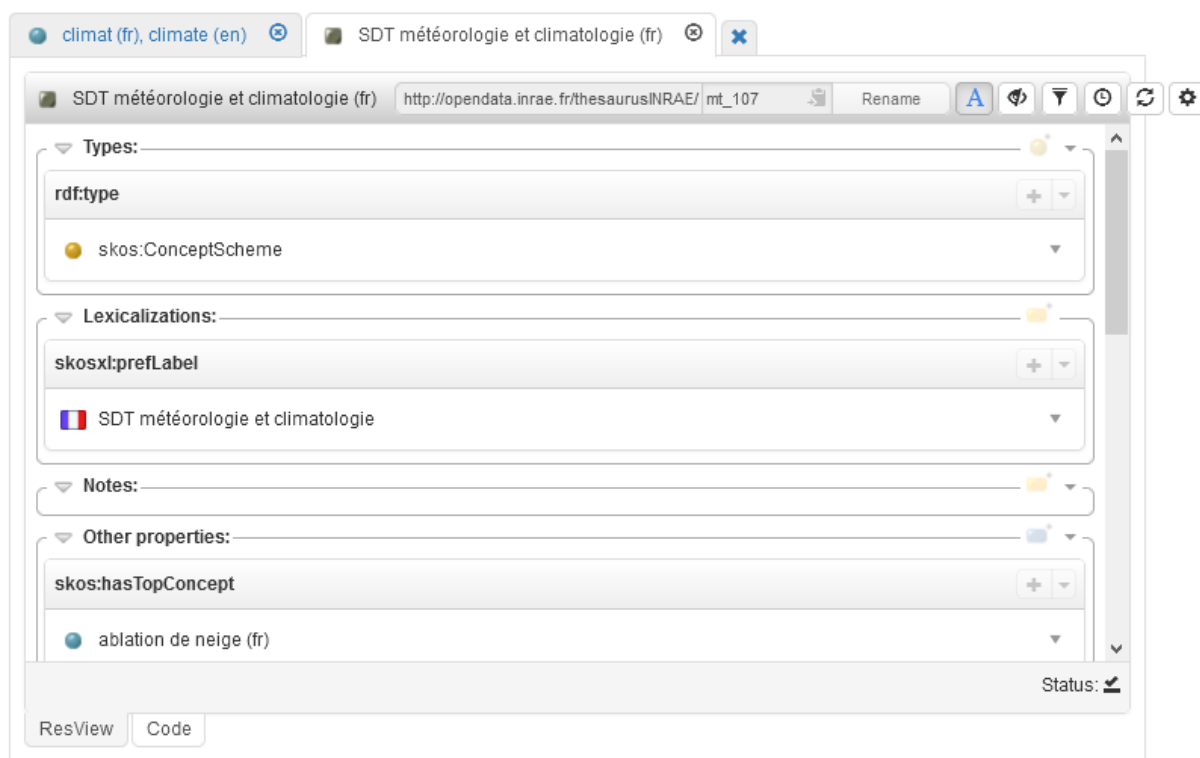 climat (fr), climate (en) SDT météorologie et climatologie (fr)
SDT météorologie et climatologie (fr) http://opendata.inrae.fr/thesaurusINRAE/ mt_107 Rename A
Types:
rdf:type
skos:ConceptScheme
Lexicalizations:
skosxl:prefLabel
SDT météorologie et climatologie
Notes:
Other properties:
skos:hasTopConcept
ablation de neige (fr)
Status:
ResView Code